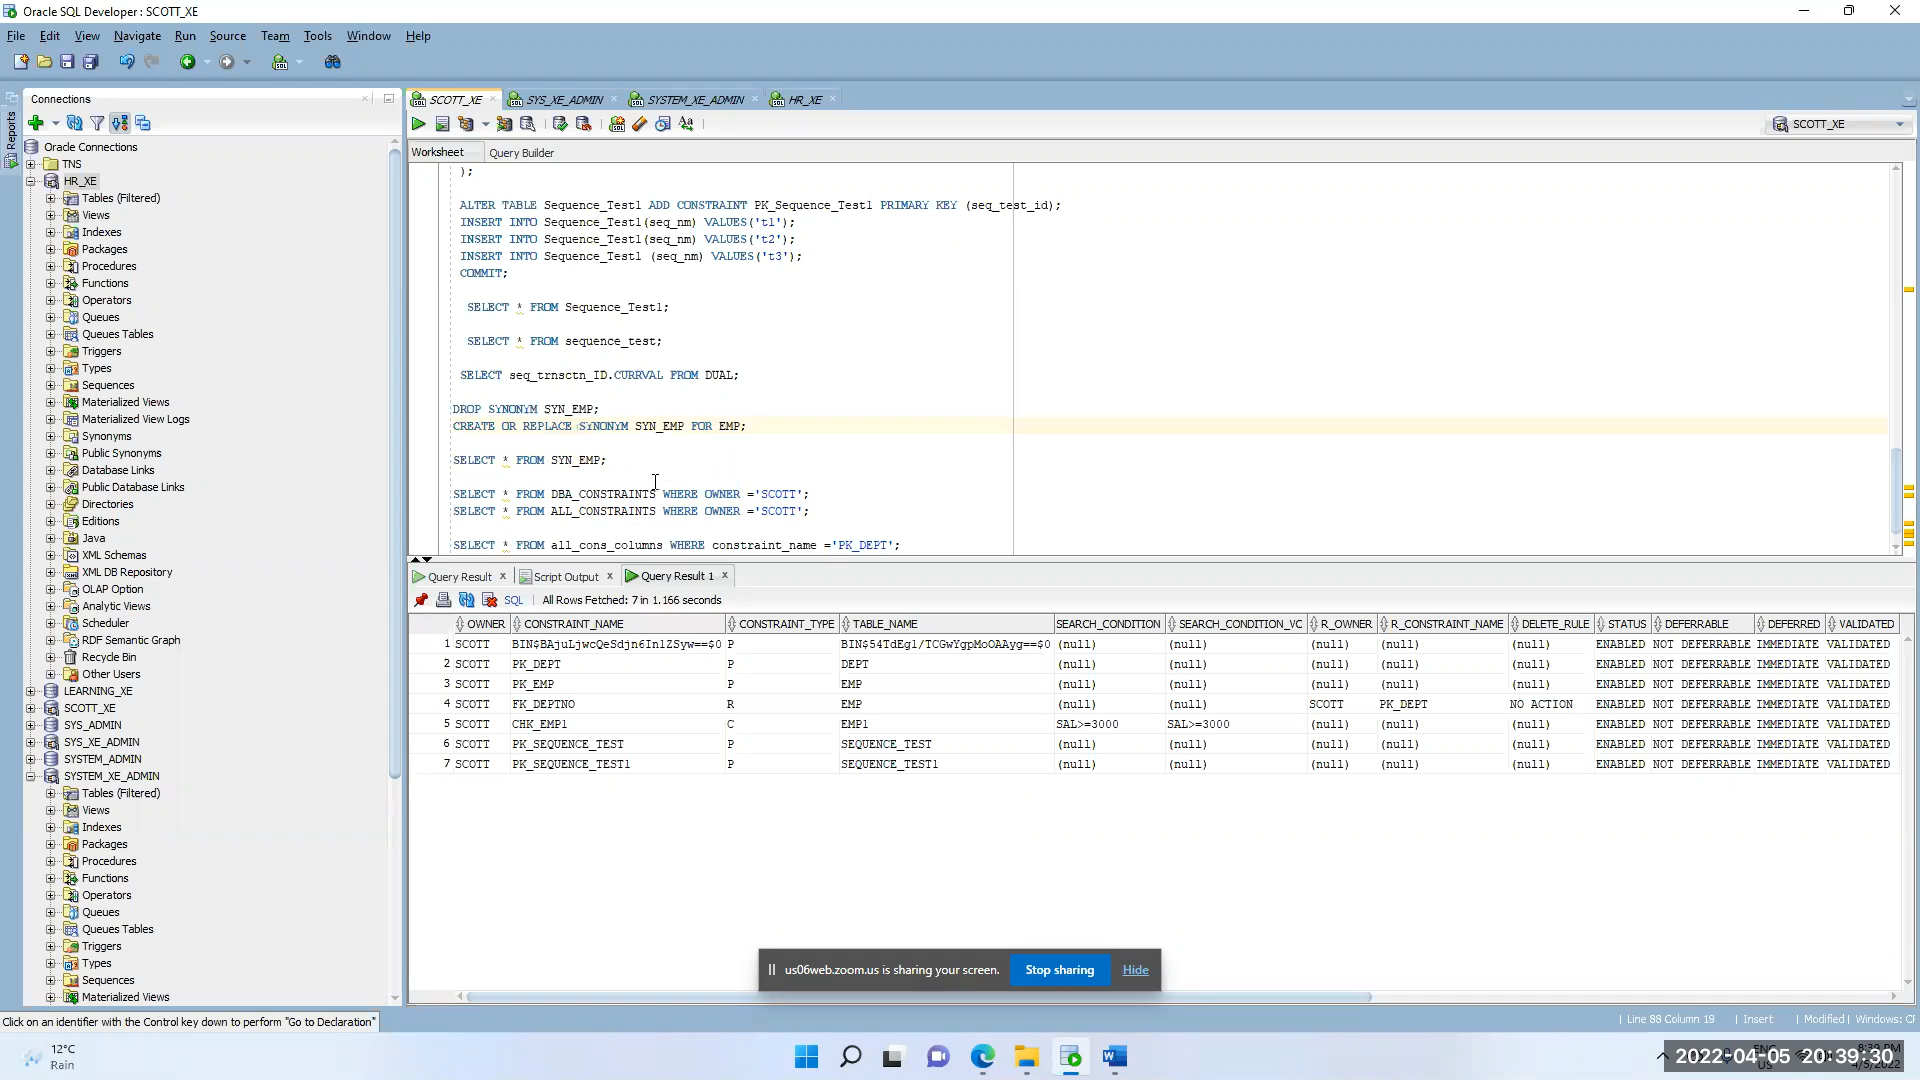 Oracle SQL Developer : SCOTT_XE
File Edit View Navigate Run Source Team Tools Window Help
Reports
Connections
Oracle Connections
TNS
HR_XE
Tables (Filtered)
Views
Indexes
Packages
Procedures
Functions
Operators
Queues
Queues Tables
Triggers
Types
Sequences
Materialized Views
Materialized View Logs
Synonyms
Public Synonyms
Database Links
Public Database Links
Directories
Editions
Java
XML Schemas
XML DB Repository
OLAP Option
Analytic Views
Scheduler
RDF Semantic Graph
Recycle Bin
Other Users
LEARNING_XE
SCOTT_XE
SYS_ADMIN
SYS_XE_ADMIN
SYSTEM_ADMIN
SYSTEM_XE_ADMIN
Tables (Filtered)
Views
Indexes
Packages
Procedures
Functions
Operators
Queues
Queues Tables
Triggers
Types
Sequences
Materialized Views
SCOTT_XE SYS_XE_ADMIN SYSTEM_XE_ADMIN HR_XE
SCOTT_XE
Worksheet Query Builder
);
ALTER TABLE Sequence_Test1 ADD CONSTRAINT PK_Sequence_Test1 PRIMARY KEY (seq_test_id);
INSERT INTO Sequence_Test1(seq_nm) VALUES('t1');
INSERT INTO Sequence_Test1(seq_nm) VALUES('t2');
INSERT INTO Sequence_Test1 (seq_nm) VALUES('t3');
COMMIT;
SELECT * FROM Sequence_Test1;
SELECT * FROM sequence_test;
SELECT seq_trnsctn_ID.CURRVAL FROM DUAL;
DROP SYNONYM SYN_EMP;
CREATE OR REPLACE SYNONYM SYN_EMP FOR EMP;
SELECT * FROM SYN_EMP;
SELECT * FROM DBA_CONSTRAINTS WHERE OWNER ='SCOTT';
SELECT * FROM ALL_CONSTRAINTS WHERE OWNER ='SCOTT';
SELECT * FROM all_cons_columns WHERE constraint_name ='PK_DEPT';
Query Result Script Output Query Result 1
SQL All Rows Fetched: 7 in 1.166 seconds
OWNER CONSTRAINT_NAME CONSTRAINT_TYPE TABLE_NAME SEARCH_CONDITION SEARCH_CONDITION_VC R_OWNER R_CONSTRAINT_NAME DELETE_RULE STATUS DEFERRABLE DEFERRED VALIDATED
1 SCOTT BIN$BAjuLjwcQeSdjn6In1ZSyw==$0 P BIN$54TdEg1/TCGwYgpMoOAAyg==$0 (null) (null) (null) (null) (null) ENABLED NOT DEFERRABLE IMMEDIATE VALIDATED
2 SCOTT PK_DEPT P DEPT (null) (null) (null) (null) (null) ENABLED NOT DEFERRABLE IMMEDIATE VALIDATED
3 SCOTT PK_EMP P EMP (null) (null) (null) (null) (null) ENABLED NOT DEFERRABLE IMMEDIATE VALIDATED
4 SCOTT FK_DEPTNO R EMP (null) (null) SCOTT PK_DEPT NO ACTION ENABLED NOT DEFERRABLE IMMEDIATE VALIDATED
5 SCOTT CHK_EMP1 C EMP1 SAL>=3000 SAL>=3000 (null) (null) (null) ENABLED NOT DEFERRABLE IMMEDIATE VALIDATED
6 SCOTT PK_SEQUENCE_TEST P SEQUENCE_TEST (null) (null) (null) (null) (null) ENABLED NOT DEFERRABLE IMMEDIATE VALIDATED
7 SCOTT PK_SEQUENCE_TEST1 P SEQUENCE_TEST1 (null) (null) (null) (null) (null) ENABLED NOT DEFERRABLE IMMEDIATE VALIDATED
us06web.zoom.us is sharing your screen. Stop sharing Hide
Click on an identifier with the Control key down to perform "Go to Declaration" Line 88 Column 19 Insert Modified Windows:
12°C
Rain
2022-04-05 20:39:30